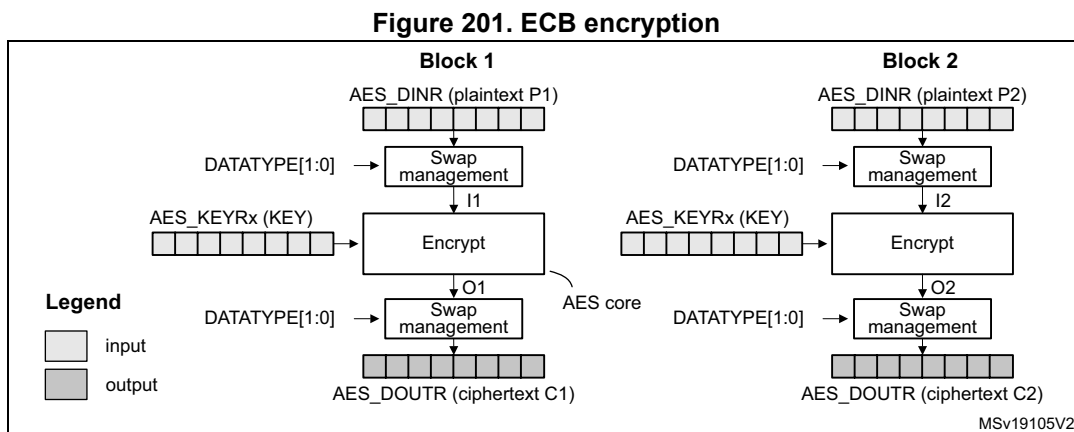 Figure 201. ECB encryption
Block 1
Block 2
AES_DINR (plaintext P1)
AES_DINR (plaintext P2)
DATATYPE[1:0]
Swap
management
DATATYPE[1:0]
Swap
management
I1
I2
AES_KEYRx (KEY)
Encrypt
AES_KEYRx (KEY)
Encrypt
O1
O2
AES core
Legend
DATATYPE[1:0]
Swap
management
DATATYPE[1:0]
Swap
management
input
output
AES_DOUTR (ciphertext C1)
AES_DOUTR (ciphertext C2)
MSv19105V2